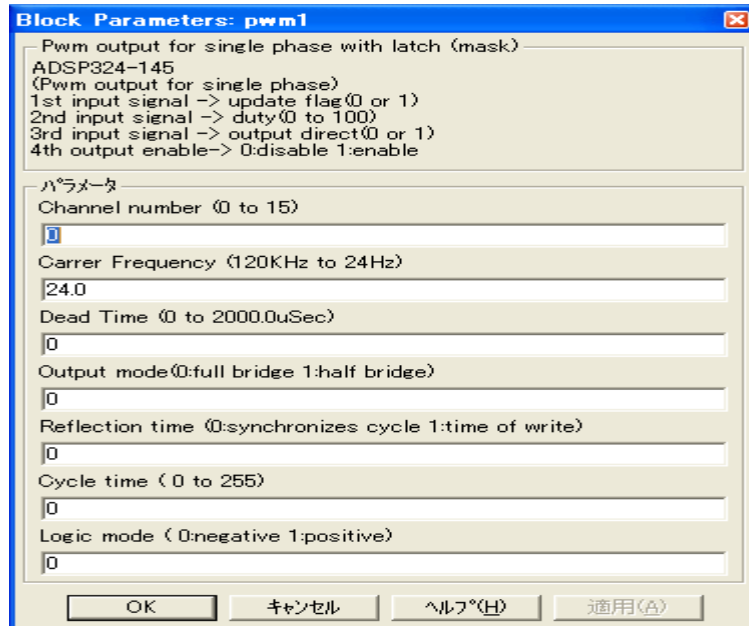 Block Parameters: pwm1
Pwm output for single phase with latch (mask)
ADSP324-145
(Pwm output for single phase)
1st input signal -> update flag(0 or 1)
2nd input signal -> duty(0 to 100)
3rd input signal -> output direct(0 or 1)
4th output enable-> 0:disable 1:enable
パラメータ
Channel number (0 to 15)
0
Carrer Frequency (120KHz to 24Hz)
24.0
Dead Time (0 to 2000.0uSec)
0
Output mode(0:full bridge 1:half bridge)
0
Reflection time (0:synchronizes cycle 1:time of write)
0
Cycle time ( 0 to 255)
0
Logic mode ( 0:negative 1:positive)
0
OK キャンセル ヘルプ(H) 適用(A)